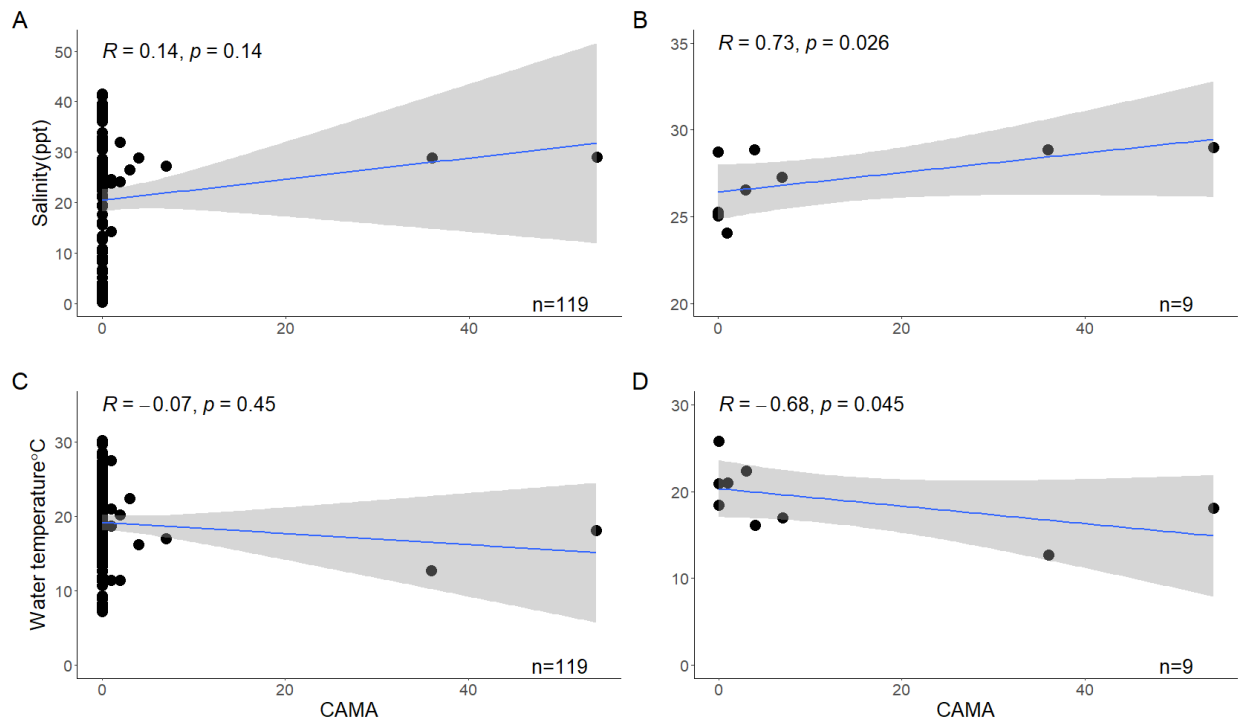 A
R = 0.14, p = 0.14
50
40
30
20
10
0
Salinity(ppt)
n=119
0 20 40
B
R = 0.73, p = 0.026
35
30
25
20
n=9
0 20 40
C
R = −0.07, p = 0.45
30
20
10
0
Water temperature°C
n=119
0 20 40
CAMA
D
R = −0.68, p = 0.045
30
20
10
0
n=9
0 20 40
CAMA